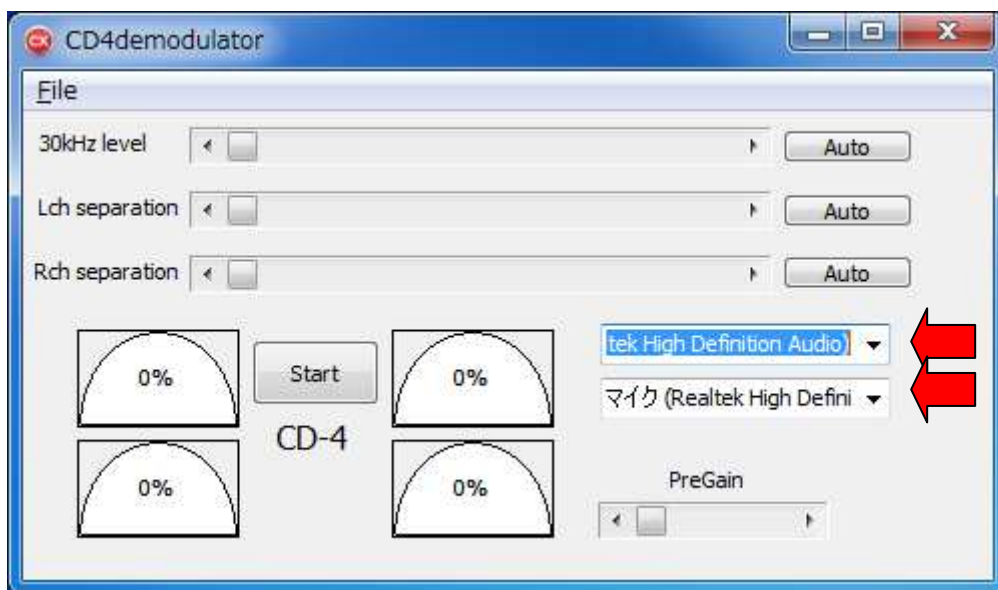 CD4demodulator
File
30kHz level
Auto
Lch separation
Auto
Rch separation
Auto
0%
Start
0%
tek High Definition Audio)
マイク (Realtek High Defini
CD-4
0%
0%
PreGain